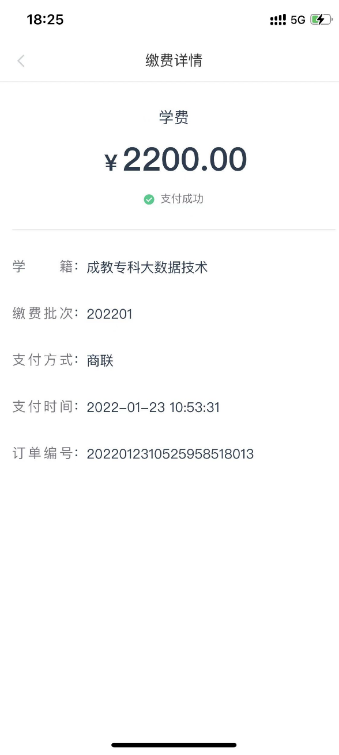 18:25 5G
缴费详情
学费
¥2200.00
支付成功
学 籍: 成教专科大数据技术
缴费批次: 202201
支付方式: 商联
支付时间: 2022-01-23 10:53:31
订单编号: 2022012310525958518013